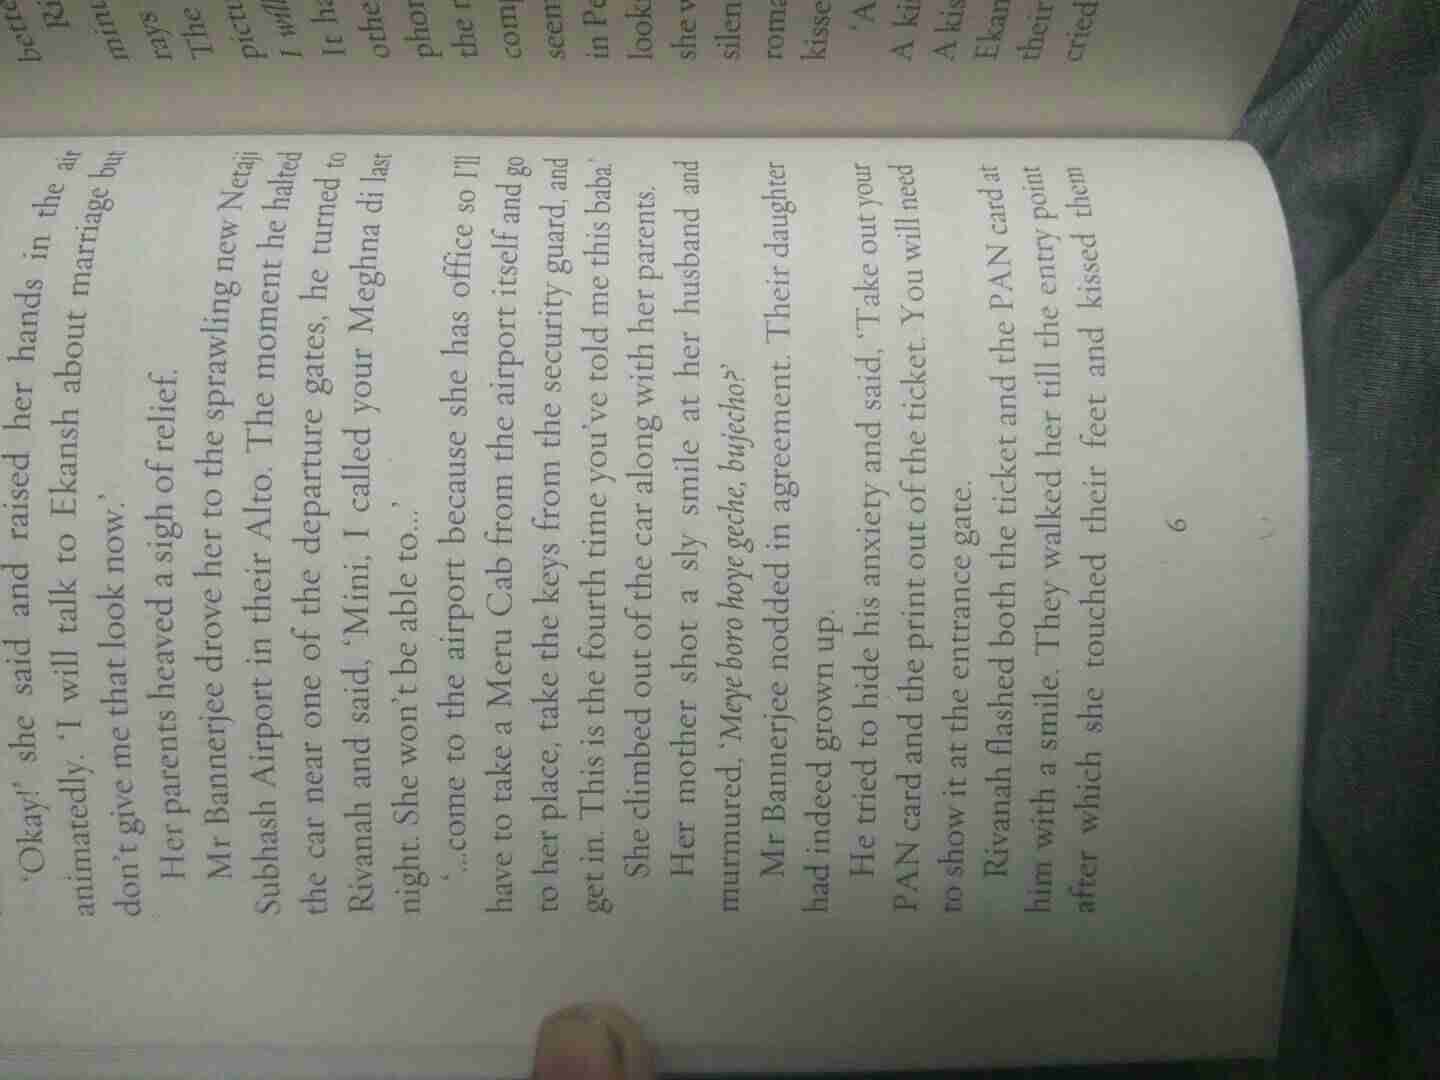 'Okay!' she said and raised her hands in the air
animatedly. 'I will talk to Ekansh about marriage but
don't give me that look now.'
Her parents heaved a sigh of relief.
Mr Bannerjee drove her to the sprawling new Netaji
Subhash Airport in their Alto. The moment he halted
the car near one of the departure gates, he turned to
Rivanah and said, 'Mini, I called your Meghna di last
night. She won't be able to...'
'...come to the airport because she has office so I'll
have to take a Meru Cab from the airport itself and go
to her place, take the keys from the security guard, and
get in. This is the fourth time you've told me this baba.'
She climbed out of the car along with her parents.
Her mother shot a sly smile at her husband and
murmured, 'Meye boro hoye geche, bujecho?'
Mr Bannerjee nodded in agreement. Their daughter
had indeed grown up.
He tried to hide his anxiety and said, 'Take out your
PAN card and the print out of the ticket. You will need
to show it at the entrance gate.
Rivanah flashed both the ticket and the PAN card at
him with a smile. They walked her till the entry point
after which she touched their feet and kissed them
6
rays
The
I will
It
the
in
she
A
A
Ekan
their
cried